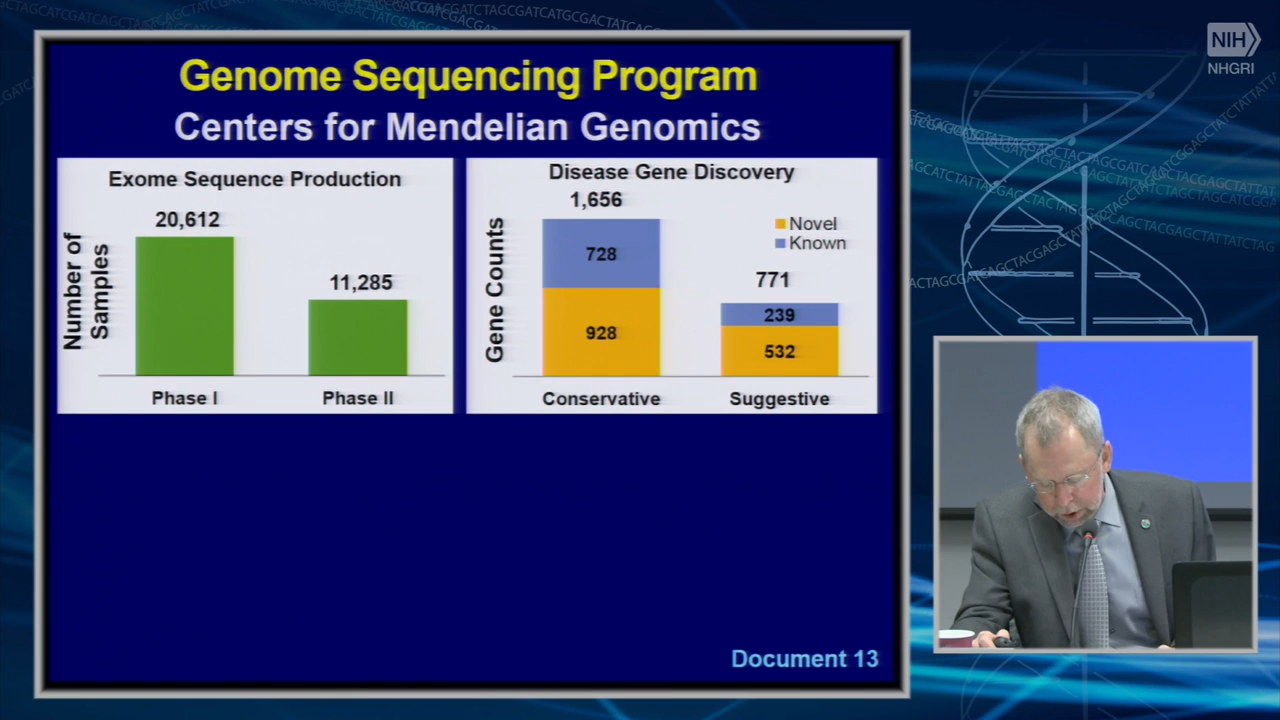 NIH
NHGRI
Genome Sequencing Program
Centers for Mendelian Genomics
Exome Sequence Production
Number of
Samples
20,612
11,285
Phase I
Phase II
Disease Gene Discovery
Gene Counts
1,656
Novel
Known
728
928
771
239
532
Conservative
Suggestive
Document 13